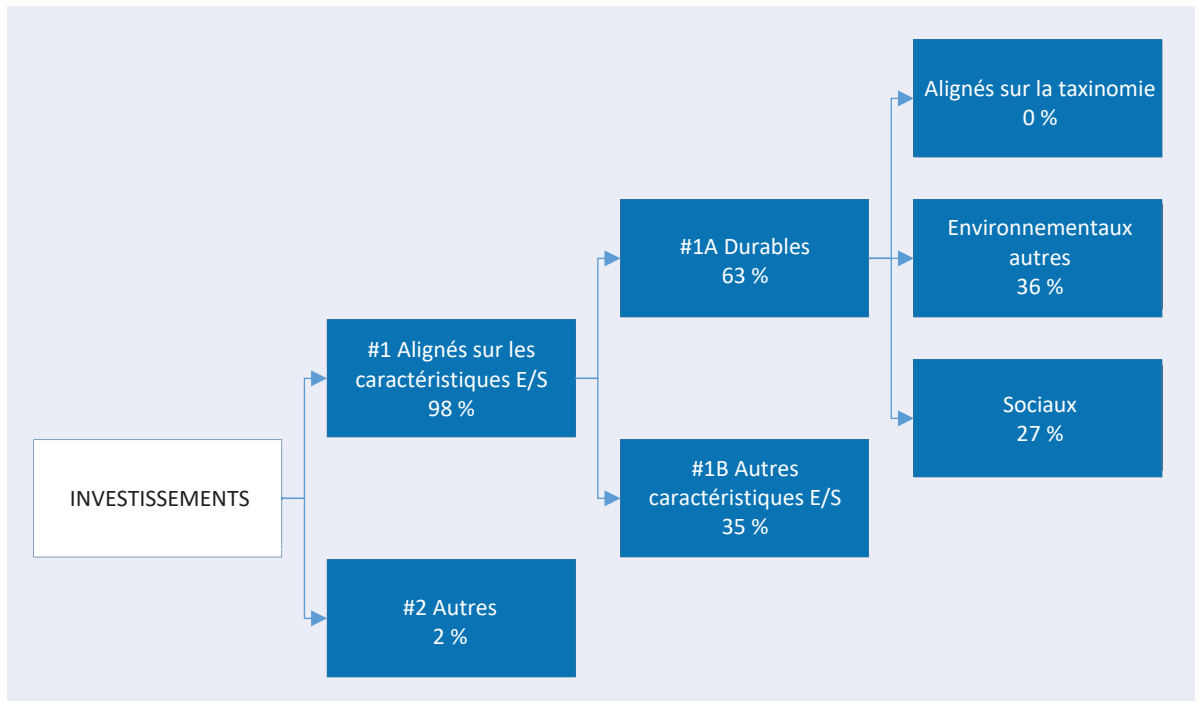 INVESTISSEMENTS
#1 Alignés sur les
caractéristiques E/S
98 %
#2 Autres
2 %
#1A Durables
63 %
#1B Autres
caractéristiques E/S
35 %
Alignés sur la taxinomie
0 %
Environnementaux
autres
36 %
Sociaux
27 %